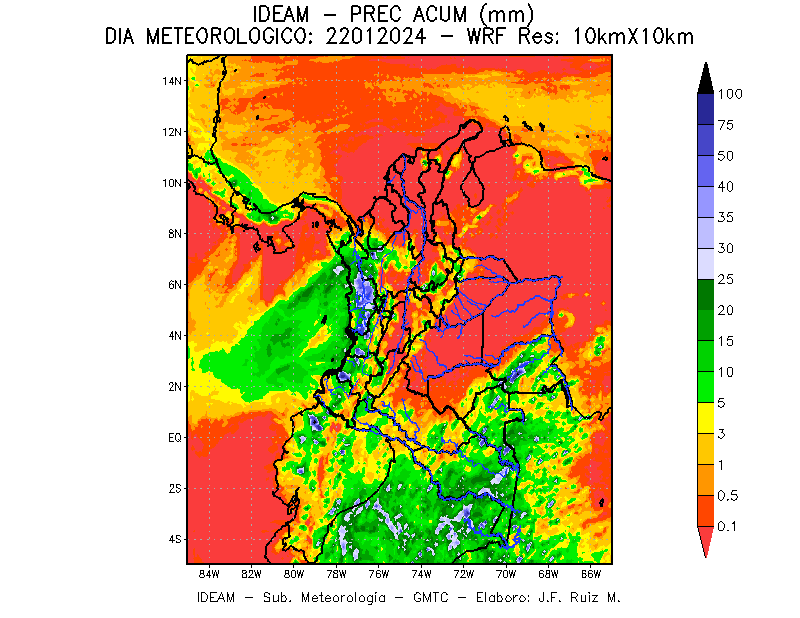 IDEAM - PREC ACUM (mm)
DIA METEOROLOGICO: 22012024 - WRF Res: 10kmX10km
14N
12N
10N
8N
6N
4N
2N
EQ
2S
4S
84W 82W 80W 78W 76W 74W 72W 70W 68W 66W
100
75
50
40
35
30
25
20
15
10
5
3
1
0.5
0.1
IDEAM - Sub. Meteorología - GMTC - Elaboro: J.F. Ruiz M.